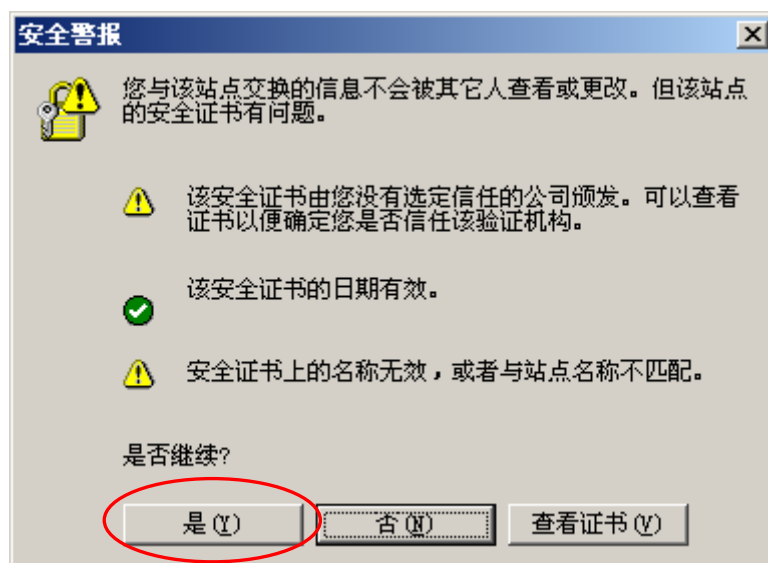 安全警报
您与该站点交换的信息不会被其它人查看或更改。但该站点
的安全证书有问题。
该安全证书由您没有选定信任的公司颁发。可以查看
证书以便确定您是否信任该验证机构。
该安全证书的日期有效。
安全证书上的名称无效，或者与站点名称不匹配。
是否继续?
是(Y)
否(N)
查看证书(V)